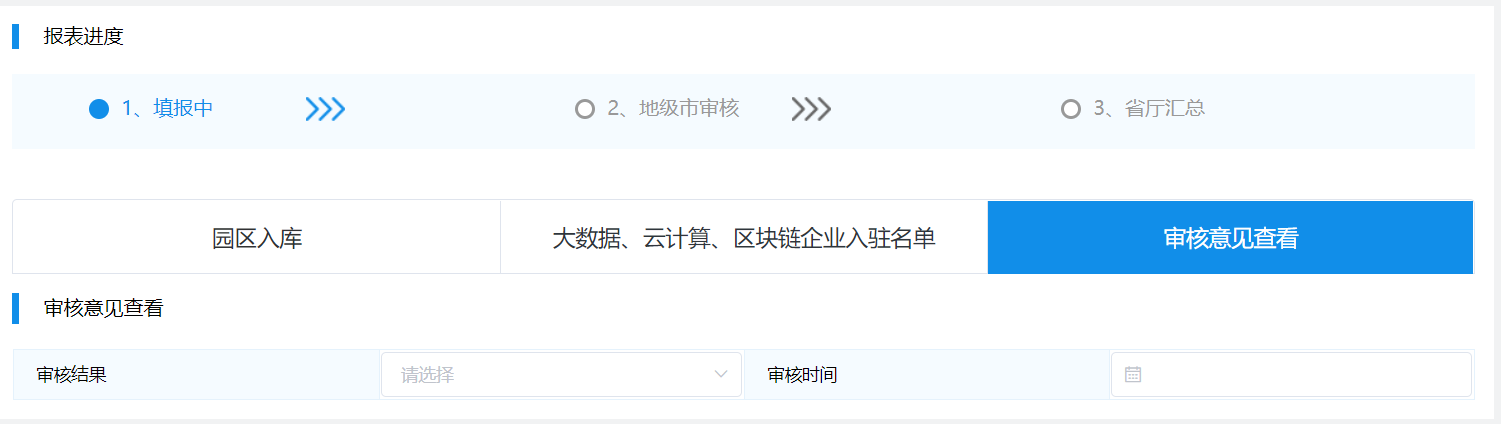 报表进度
1、填报中 2、地级市审核 3、省厅汇总
园区入库 大数据、云计算、区块链企业入驻名单 审核意见查看
审核意见查看
审核结果 请选择 审核时间